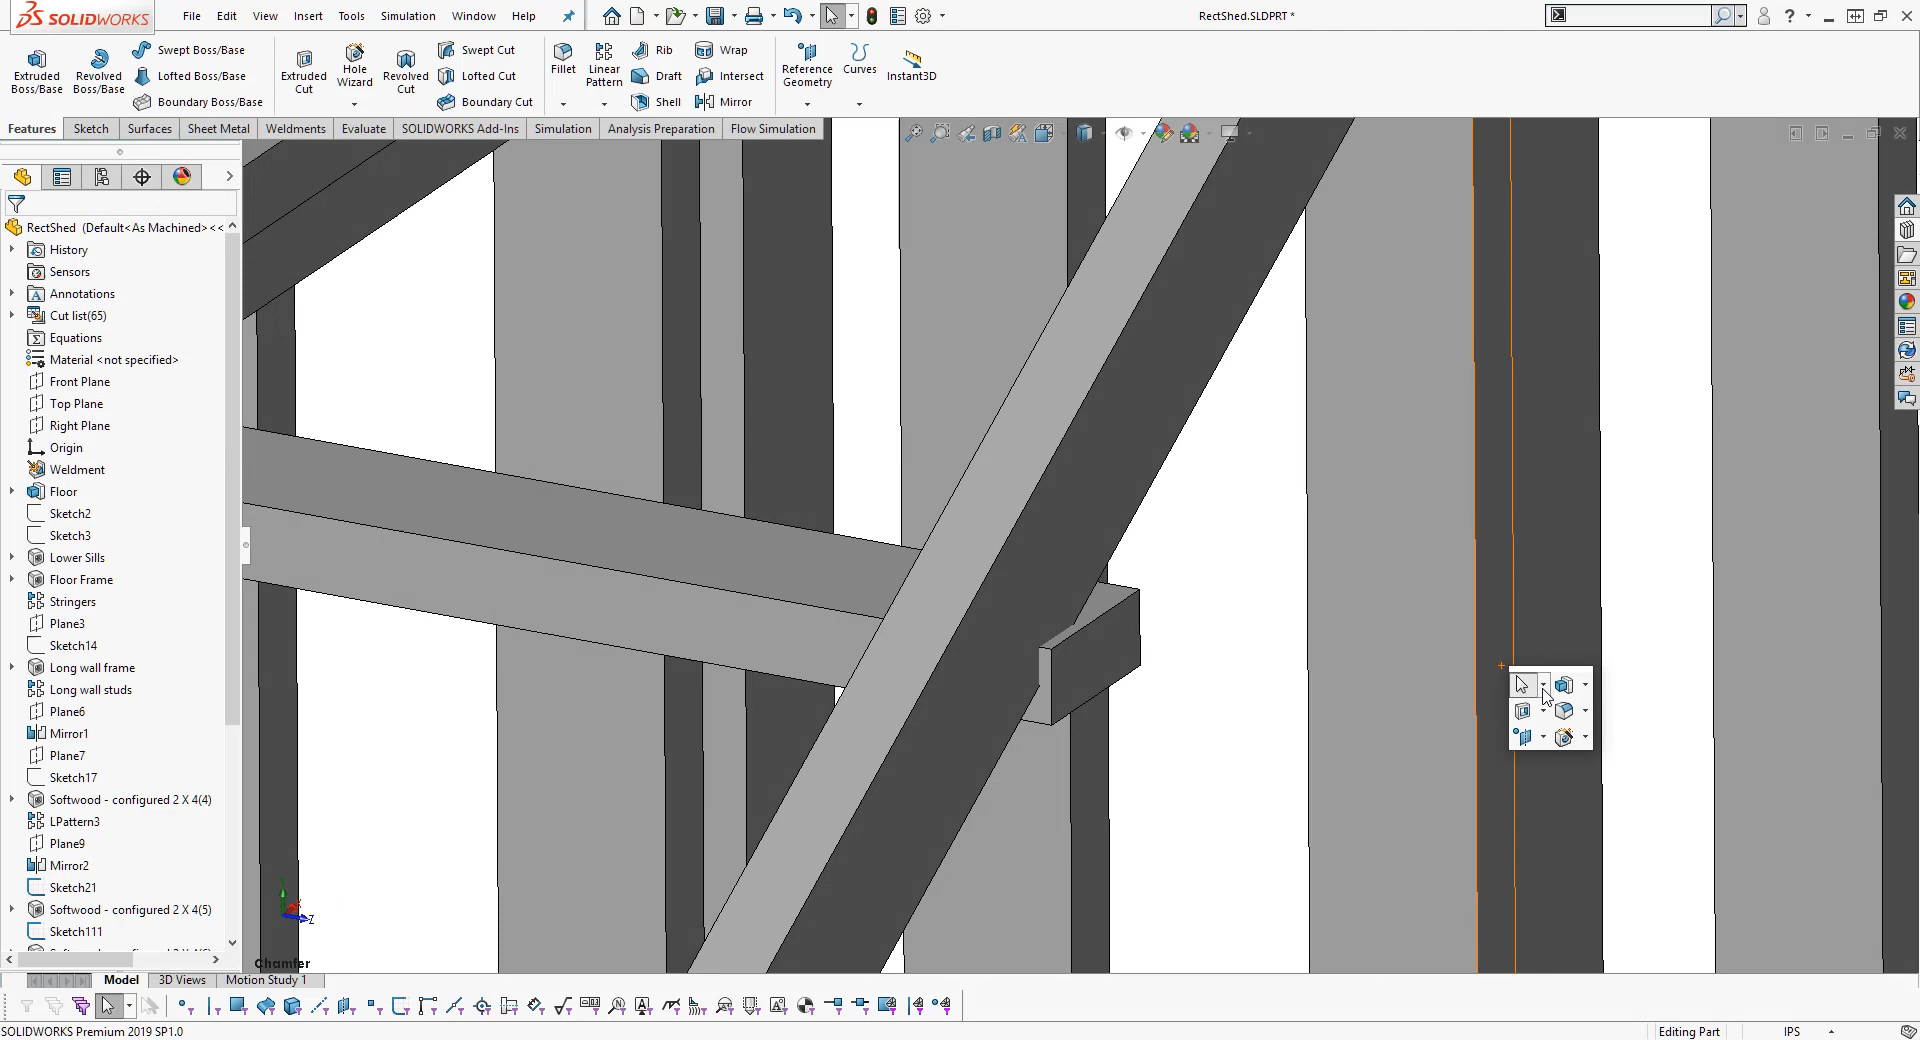 SOLIDWORKS
File Edit View Insert Tools Simulation Window Help
RectShed.SLDPRT *
Extruded Boss/Base
Revolved Boss/Base
Swept Boss/Base
Lofted Boss/Base
Boundary Boss/Base
Extruded Cut
Hole Wizard
Revolved Cut
Swept Cut
Lofted Cut
Boundary Cut
Fillet
Linear Pattern
Rib
Draft
Shell
Wrap
Intersect
Mirror
Reference Geometry
Curves
Instant3D
Features Sketch Surfaces Sheet Metal Weldments Evaluate SOLIDWORKS Add-Ins Simulation Analysis Preparation Flow Simulation
RectShed (Default<As Machined><<
History
Sensors
Annotations
Cut list(65)
Equations
Material <not specified>
Front Plane
Top Plane
Right Plane
Origin
Weldment
Floor
Sketch2
Sketch3
Lower Sills
Floor Frame
Stringers
Plane3
Sketch14
Long wall frame
Long wall studs
Plane6
Mirror1
Plane7
Sketch17
Softwood - configured 2 X 4(4)
LPattern3
Plane9
Mirror2
Sketch21
Softwood - configured 2 X 4(5)
Sketch111
Z
Chamfer
Model 3D Views Motion Study 1
SOLIDWORKS Premium 2019 SP1.0
Editing Part
IPS